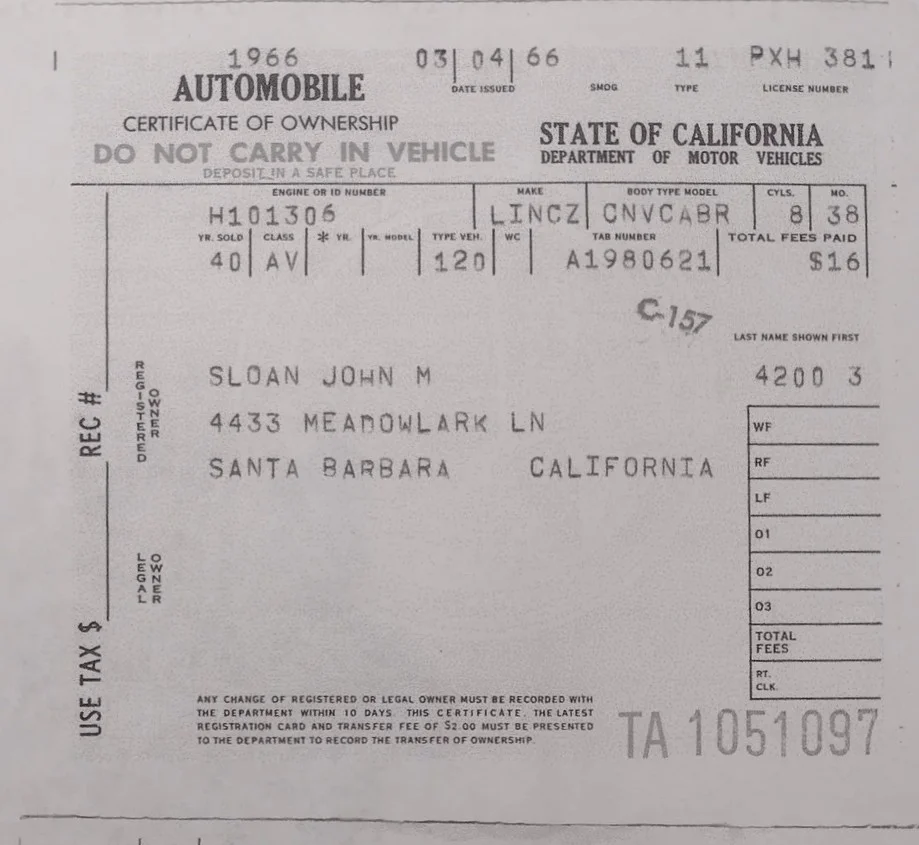 1966 03 04 66 11 PXH 381
AUTOMOBILE DATE ISSUED SMOG TYPE LICENSE NUMBER
CERTIFICATE OF OWNERSHIP STATE OF CALIFORNIA
DO NOT CARRY IN VEHICLE DEPARTMENT OF MOTOR VEHICLES
DEPOSIT IN A SAFE PLACE
ENGINE OR ID NUMBER MAKE BODY TYPE MODEL CYLS. MO.
H101306 LINCZ CNVCABR 8 38
YR. SOLD CLASS * YR. YR. MODEL TYPE VEH. WC TAB NUMBER TOTAL FEES PAID
40 AV 120 A1980621 $16
C-157
LAST NAME SHOWN FIRST
REGISTERED OWNER
SLOAN JOHN M 4200 3
4433 MEADOWLARK LN
SANTA BARBARA CALIFORNIA
WF
RF
LF
01
02
03
TOTAL FEES
RT. CLK.
LEGAL OWNER
REC #
USE TAX $
ANY CHANGE OF REGISTERED OR LEGAL OWNER MUST BE RECORDED WITH
THE DEPARTMENT WITHIN 10 DAYS. THIS CERTIFICATE, THE LATEST
REGISTRATION CARD AND TRANSFER FEE OF $2.00 MUST BE PRESENTED
TO THE DEPARTMENT TO RECORD THE TRANSFER OF OWNERSHIP.
TA 1051097